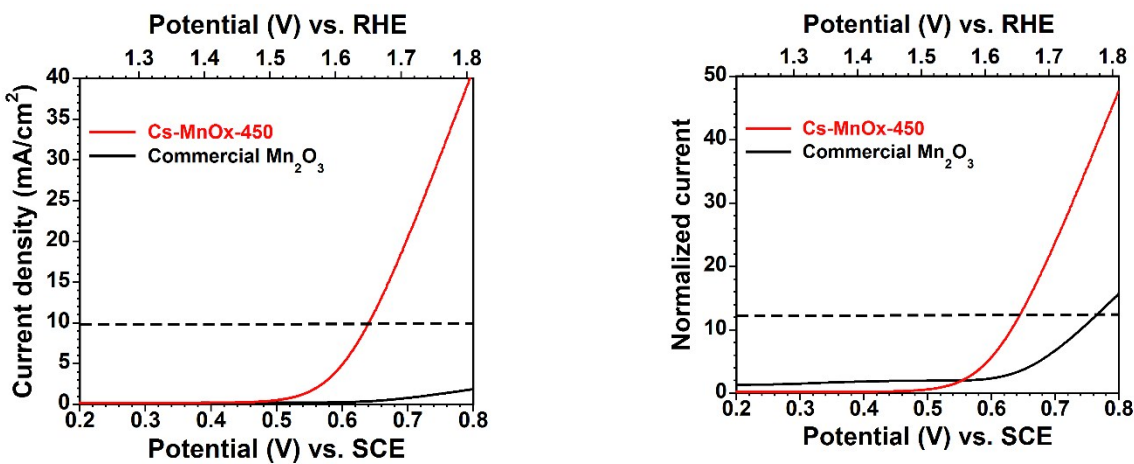 Potential (V) vs. RHE
1.3 1.4 1.5 1.6 1.7 1.8
Current density (mA/cm²)
40
35
30
25
20
15
10
5
0
Cs-MnOx-450
Commercial Mn₂O₃
0.2 0.3 0.4 0.5 0.6 0.7 0.8
Potential (V) vs. SCE
Potential (V) vs. RHE
1.3 1.4 1.5 1.6 1.7 1.8
Normalized current
50
40
30
20
10
0
Cs-MnOx-450
Commercial Mn₂O₃
0.2 0.3 0.4 0.5 0.6 0.7 0.8
Potential (V) vs. SCE